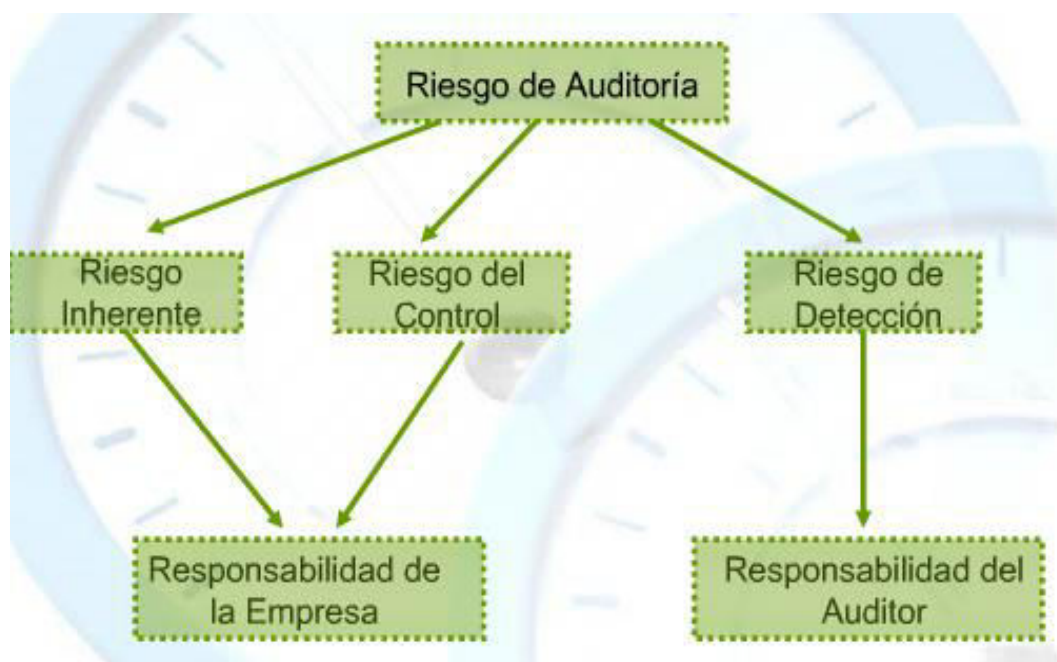 Riesgo de Auditoría
Riesgo
Inherente
Riesgo del
Control
Riesgo de
Detección
Responsabilidad de
la Empresa
Responsabilidad del
Auditor